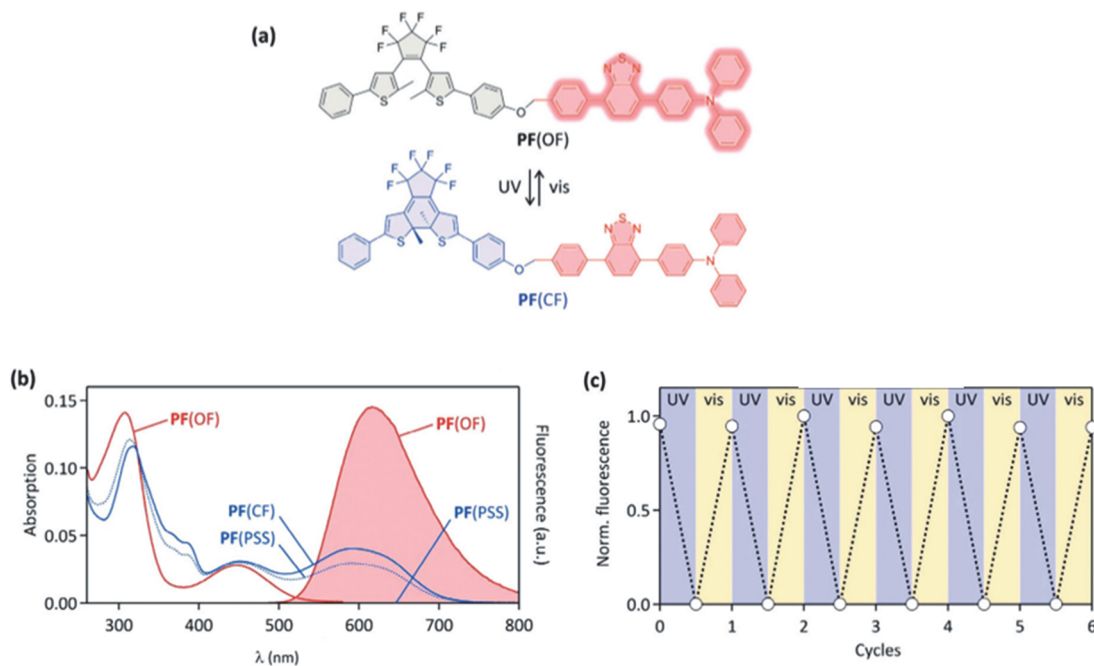 (a)
F F F F F F
N S N
S S O N
PF(OF)
UV vis
F F F F F F
N S N
S S O N
PF(CF)
(b)
0.15
0.10
0.05
0.00
Absorption
PF(OF)
PF(OF)
PF(CF)
PF(PSS)
PF(PSS)
Fluorescence (a.u.)
300 400 500 600 700 800
λ (nm)
(c)
UV vis UV vis UV vis UV vis UV vis UV vis
1.0
0.5
0.0
Norm. fluorescence
0 1 2 3 4 5 6
Cycles